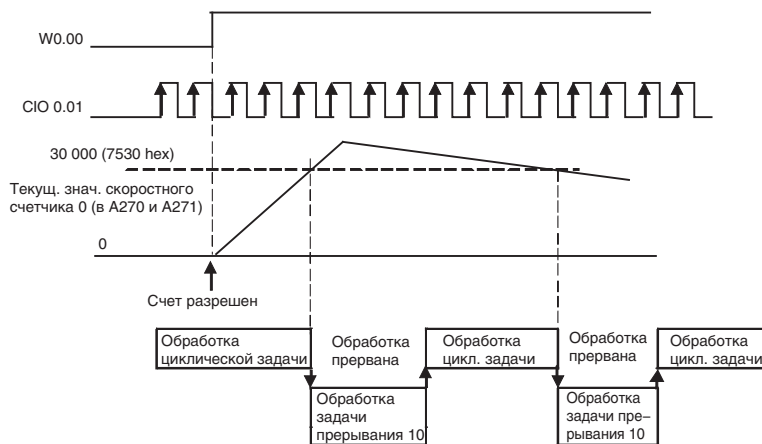 W0.00
CIO 0.01
30 000 (7530 hex)
Текущ. знач. скоростного
счетчика 0 (в A270 и A271)
0
Счет разрешен
Обработка
циклической задачи
Обработка
прервана
Обработка
цикл. задачи
Обработка
прервана
Обработка
цикл. задачи
Обработка
задачи
прерывания 10
Обработка
задачи пре–
рывания 10